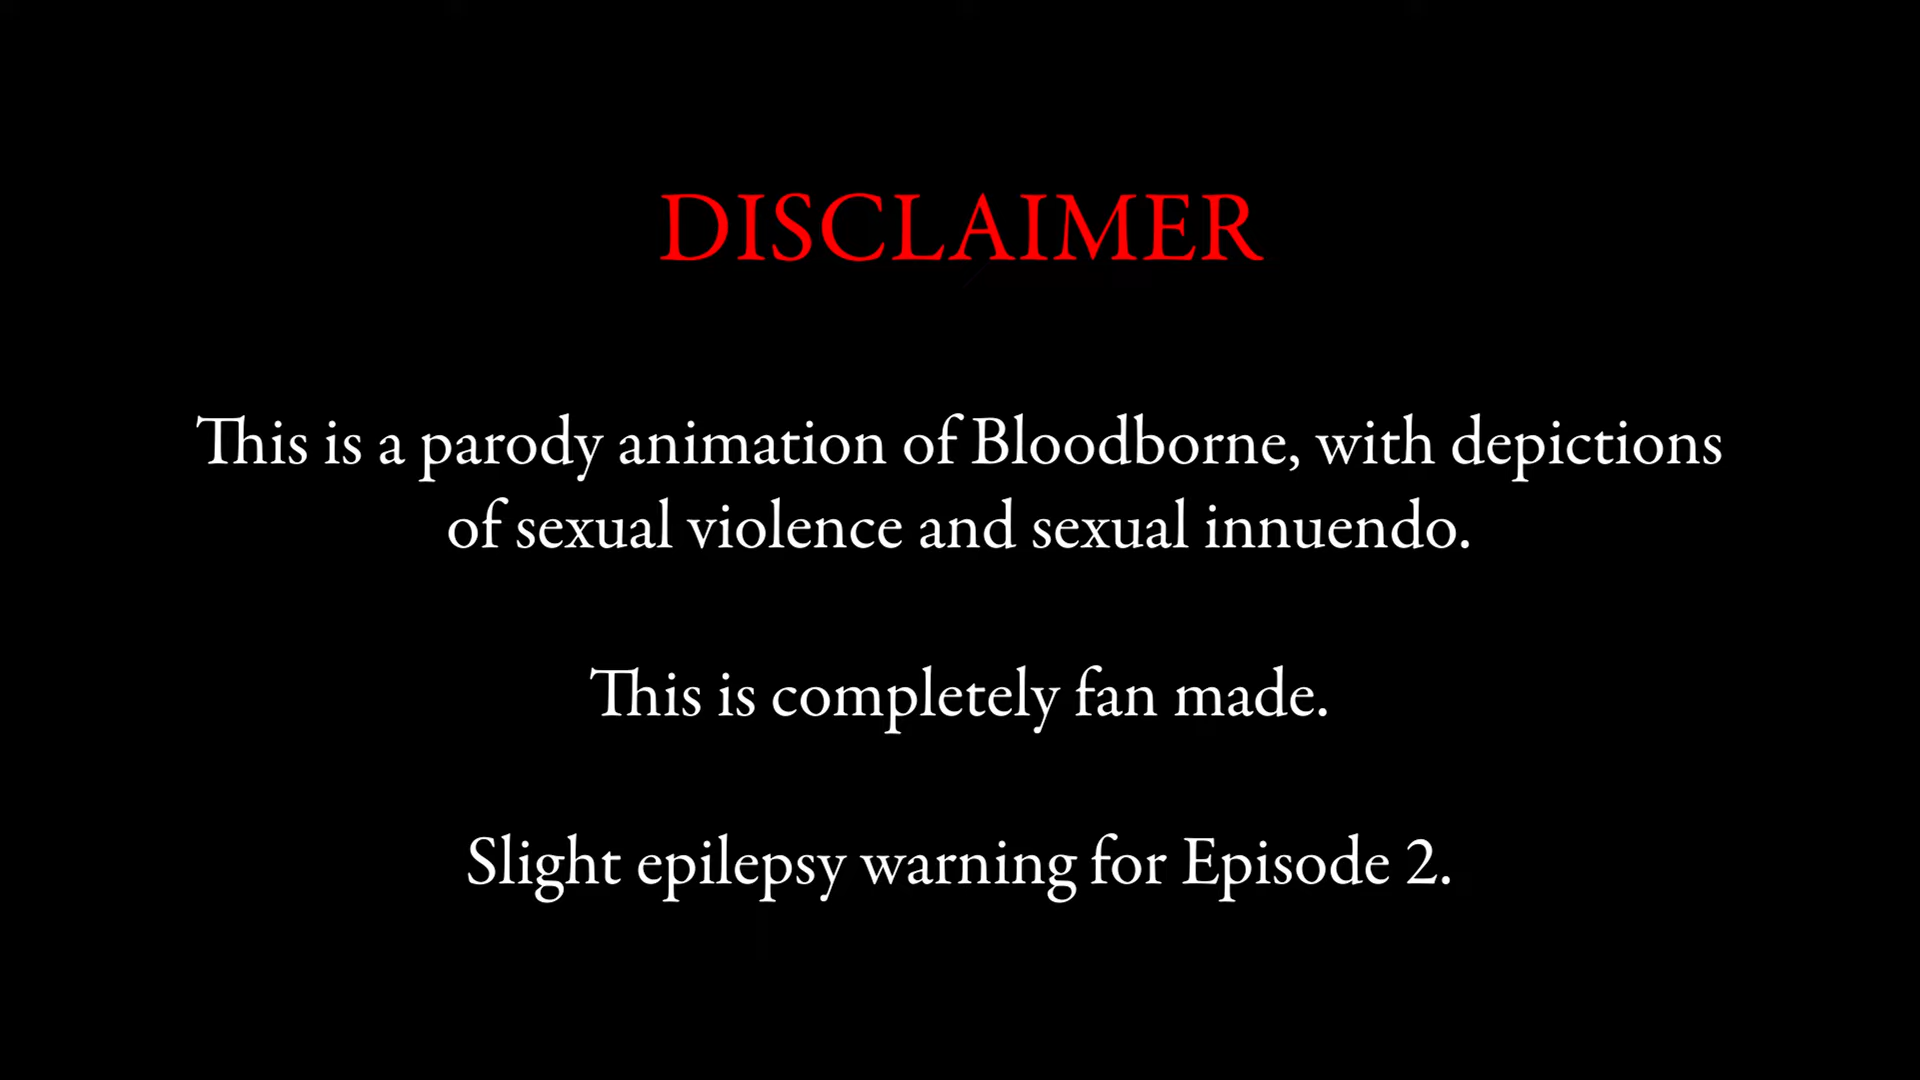 DISCLAIMER
This is a parody animation of Bloodborne, with depictions
of sexual violence and sexual innuendo.
This is completely fan made.
Slight epilepsy warning for Episode 2.